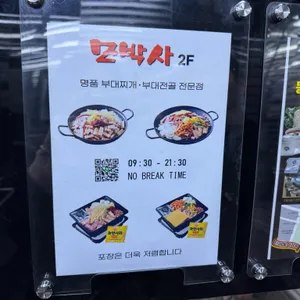 모박사 2F
명품 부대찌개·부대전골 전문점
09:30 - 21:30
NO BREAK TIME
포장은 더욱 저렴합니다